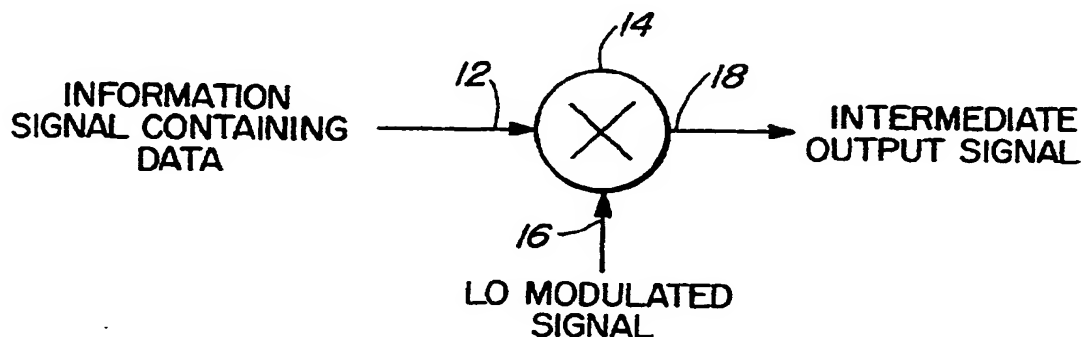 14
12
18
INFORMATION
SIGNAL CONTAINING
DATA
INTERMEDIATE
OUTPUT SIGNAL
16
LO MODULATED
SIGNAL